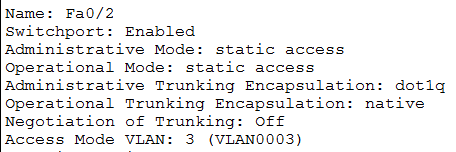 Name: Fa0/2
Switchport: Enabled
Administrative Mode: static access
Operational Mode: static access
Administrative Trunking Encapsulation: dot1q
Operational Trunking Encapsulation: native
Negotiation of Trunking: Off
Access Mode VLAN: 3 (VLAN0003)